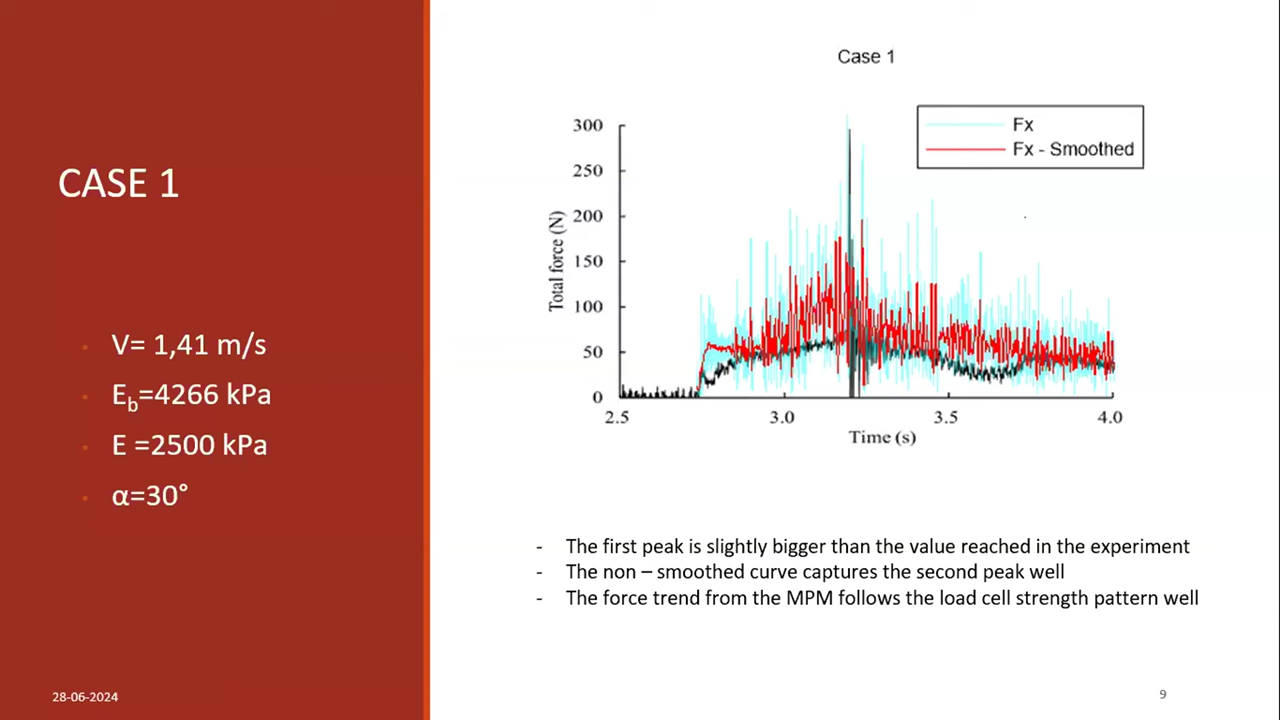 CASE 1
V= 1,41 m/s
Eb=4266 kPa
E =2500 kPa
α=30°
28-06-2024
Case 1
Fx
Fx - Smoothed
Total force (N)
300
250
200
150
100
50
0
2.5
3.0
3.5
4.0
Time (s)
- The first peak is slightly bigger than the value reached in the experiment
- The non – smoothed curve captures the second peak well
- The force trend from the MPM follows the load cell strength pattern well
9